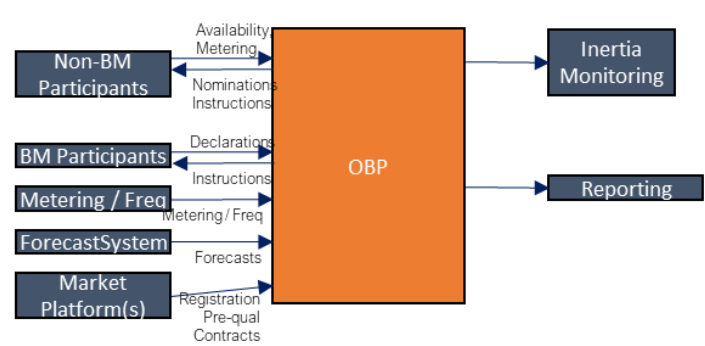 Availability,
Metering
Non-BM
Participants
Nominations
Instructions
Declarations
BM Participants
Instructions
Metering / Freq
Metering / Freq
ForecastSystem
Forecasts
Market
Platform(s)
Registration
Pre-qual
Contracts
OBP
Inertia
Monitoring
Reporting